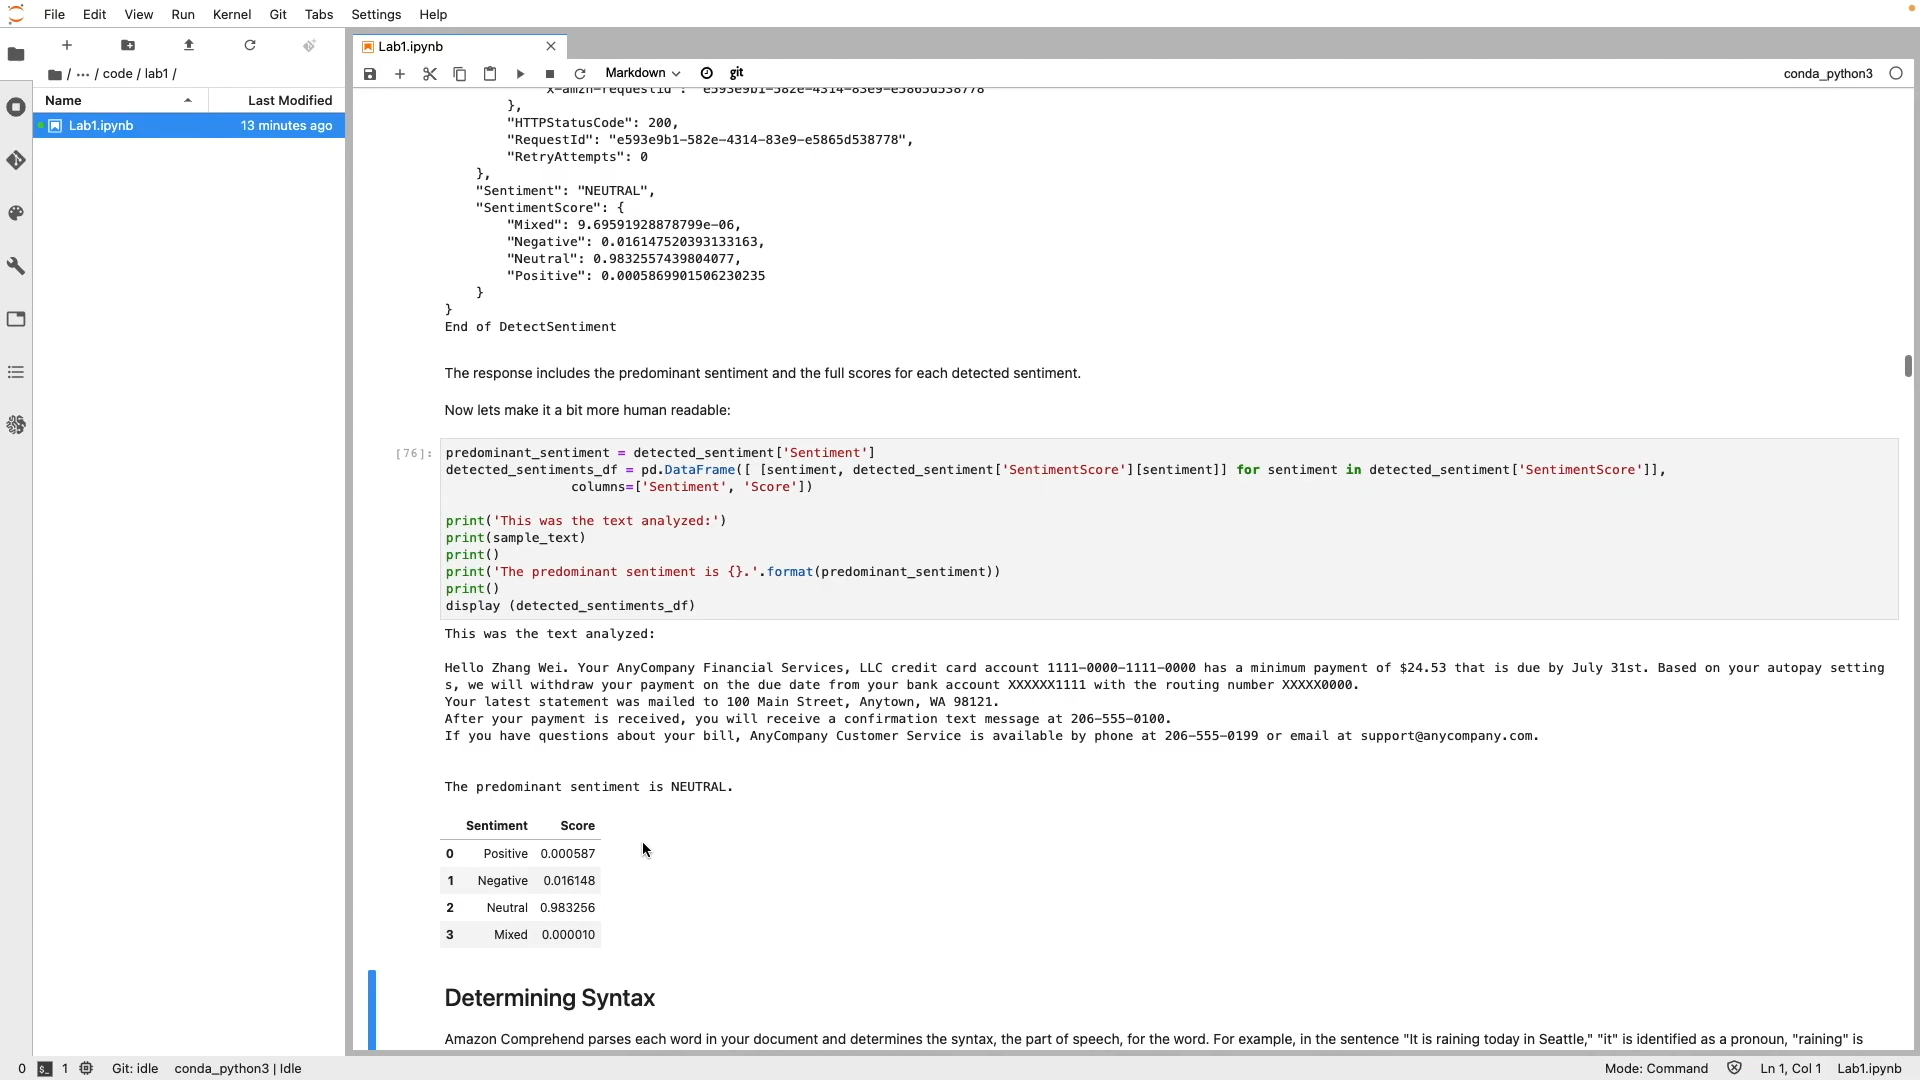 File Edit View Run Kernel Git Tabs Settings Help
Lab1.ipynb
/ ··· / code / lab1 /
Markdown
git
conda_python3
Name
Last Modified
Lab1.ipynb
13 minutes ago
"x-amzn-requestid": "e593e9b1-582e-4314-83e9-e5865d538778"
},
"HTTPStatusCode": 200,
"RequestId": "e593e9b1-582e-4314-83e9-e5865d538778",
"RetryAttempts": 0
},
"Sentiment": "NEUTRAL",
"SentimentScore": {
"Mixed": 9.69591928878799e-06,
"Negative": 0.016147520393133163,
"Neutral": 0.9832557439804077,
"Positive": 0.0005869901506230235
}
}
End of DetectSentiment
The response includes the predominant sentiment and the full scores for each detected sentiment.
Now lets make it a bit more human readable:
[76]:
predominant_sentiment = detected_sentiment['Sentiment']
detected_sentiments_df = pd.DataFrame([ [sentiment, detected_sentiment['SentimentScore'][sentiment]] for sentiment in detected_sentiment['SentimentScore']],
columns=['Sentiment', 'Score'])
print('This was the text analyzed:')
print(sample_text)
print()
print('The predominant sentiment is {}.'.format(predominant_sentiment))
print()
display (detected_sentiments_df)
This was the text analyzed:
Hello Zhang Wei. Your AnyCompany Financial Services, LLC credit card account 1111-0000-1111-0000 has a minimum payment of $24.53 that is due by July 31st. Based on your autopay setting
s, we will withdraw your payment on the due date from your bank account XXXXXX1111 with the routing number XXXXX0000.
Your latest statement was mailed to 100 Main Street, Anytown, WA 98121.
After your payment is received, you will receive a confirmation text message at 206-555-0100.
If you have questions about your bill, AnyCompany Customer Service is available by phone at 206-555-0199 or email at support@anycompany.com.
The predominant sentiment is NEUTRAL.
Sentiment Score
0 Positive 0.000587
1 Negative 0.016148
2 Neutral 0.983256
3 Mixed 0.000010
Determining Syntax
Amazon Comprehend parses each word in your document and determines the syntax, the part of speech, for the word. For example, in the sentence "It is raining today in Seattle," "it" is identified as a pronoun, "raining" is
0 $_ 1 Git: idle conda_python3 | Idle
Mode: Command Ln 1, Col 1 Lab1.ipynb